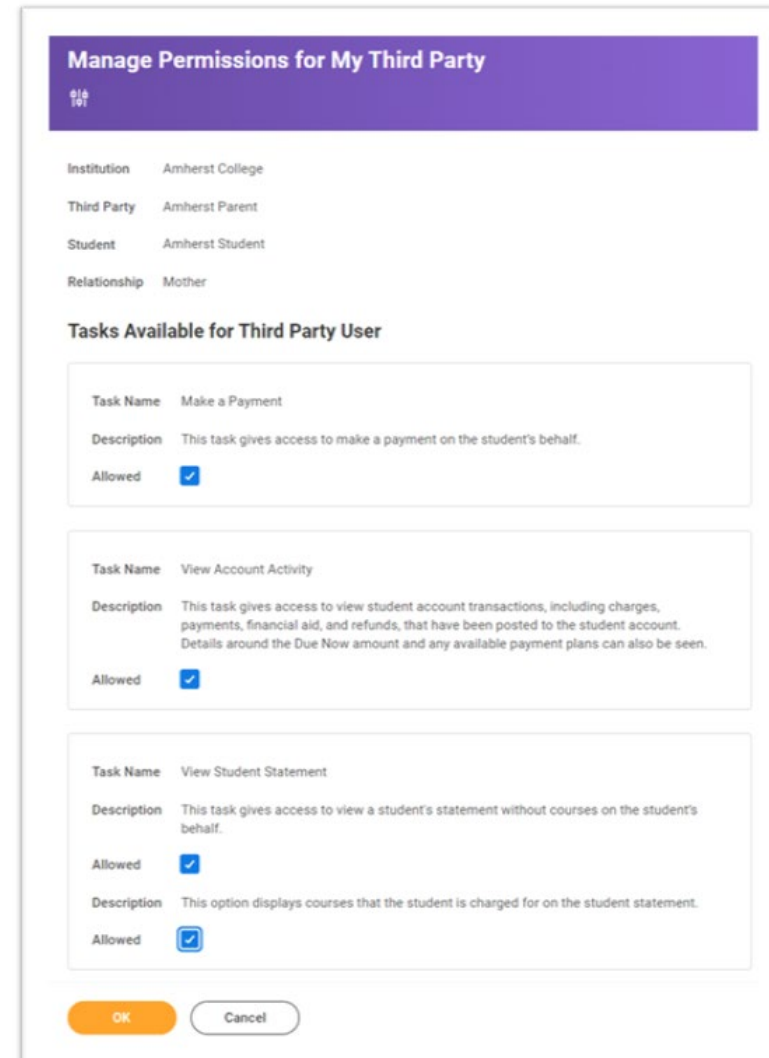 Manage Permissions for My Third Party
Institution Amherst College
Third Party Amherst Parent
Student Amherst Student
Relationship Mother
Tasks Available for Third Party User
Task Name Make a Payment
Description This task gives access to make a payment on the student's behalf.
Allowed
Task Name View Account Activity
Description This task gives access to view student account transactions, including charges,
payments, financial aid, and refunds, that have been posted to the student account.
Details around the Due Now amount and any available payment plans can also be seen.
Allowed
Task Name View Student Statement
Description This task gives access to view a student's statement without courses on the student's
behalf.
Allowed
Description This option displays courses that the student is charged for on the student statement.
Allowed
OK Cancel